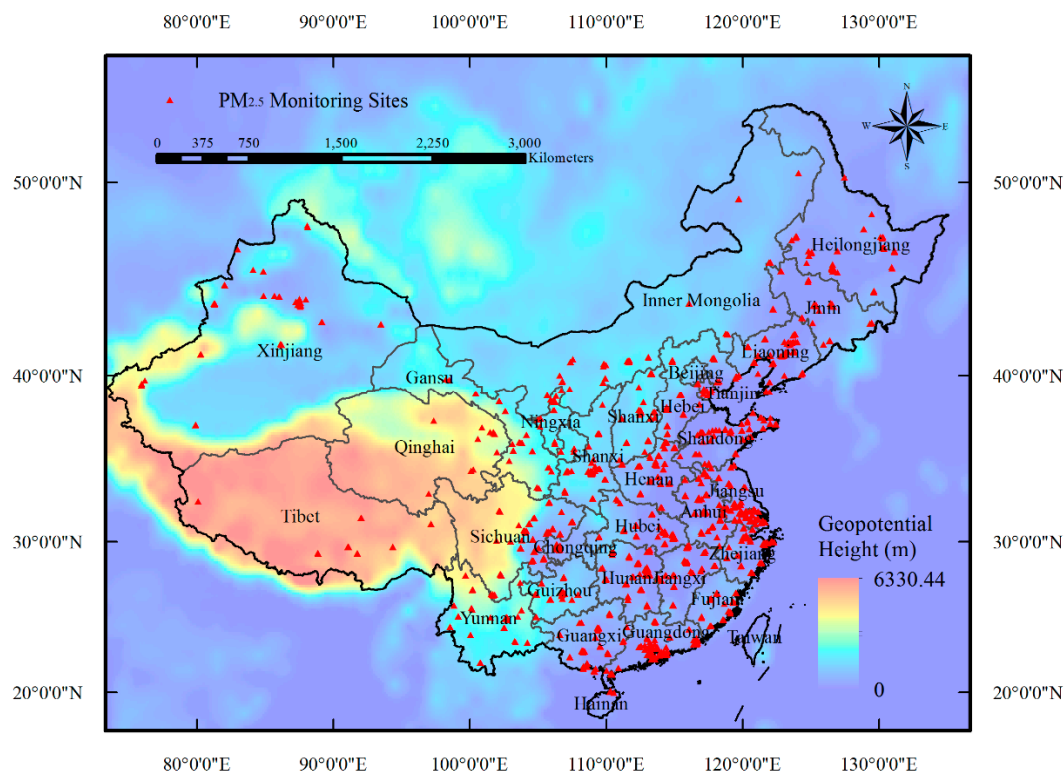 80°0'0"E 90°0'0"E 100°0'0"E 110°0'0"E 120°0'0"E 130°0'0"E
PM2.5 Monitoring Sites
N
W E
S
0 375 750 1,500 2,250 3,000
Kilometers
50°0'0"N 50°0'0"N
Heilongjiang
Inner Mongolia
Jinin
Xinjiang
Liaoning
40°0'0"N 40°0'0"N
Beijing
Gansu
Tianjin
Hebei
Ningxia
Shanxi
Shandong
Qinghai
Shanxi
Henan
Jiangsu
Tibet
Anhui
Hubei
Sichuan
Chongqing
Zhejiang
30°0'0"N 30°0'0"N
Geopotential
Height (m)
6330.44
0
Hunan
Jiangxi
Guizhou
Fujian
Yunnan
Guangxi
Guangdong
Taiwan
20°0'0"N 20°0'0"N
Hainan
80°0'0"E 90°0'0"E 100°0'0"E 110°0'0"E 120°0'0"E 130°0'0"E